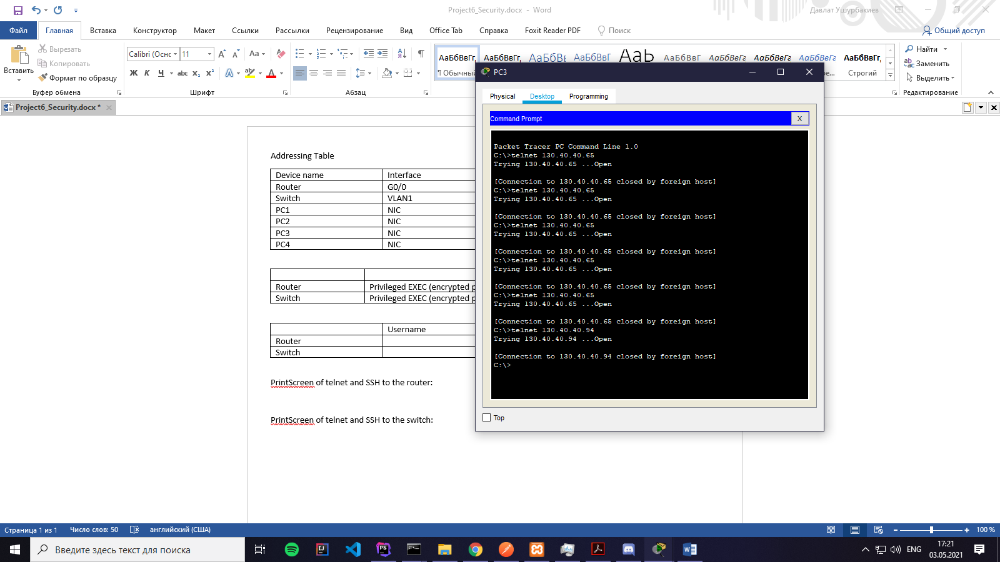 Project6_Security.docx - Word
Давлат Ушурбакиев
Файл Главная Вставка Конструктор Макет Ссылки Рассылки Рецензирование Вид Office Tab Справка Foxit Reader PDF Поиск Общий доступ
Вставить
Вырезать
Копировать
Формат по образцу
Буфер обмена
Calibri (Оснс 11
Aa
Ж К Ч abc x₂ x²
Шрифт
Абзац
АаБбВвГг, АаБбВвГг, АаБбВ АаБбВвГ АаБ АаБбВвГ АаБбВвГг АаБбВвГг АаБбВвГг АаБбВвГг,
¶ Обычный
Строгий
Найти
Заменить
Выделить
Редактирование
Project6_Security.docx *
Addressing Table
Device name Interface
Router G0/0
Switch VLAN1
PC1 NIC
PC2 NIC
PC3 NIC
PC4 NIC
Router Privileged EXEC (encrypted p
Switch Privileged EXEC (encrypted p
Username
Router
Switch
PrintScreen of telnet and SSH to the router:
PrintScreen of telnet and SSH to the switch:
PC3
Physical Desktop Programming
Command Prompt X
Packet Tracer PC Command Line 1.0
C:\>telnet 130.40.40.65
Trying 130.40.40.65 ...Open
[Connection to 130.40.40.65 closed by foreign host]
C:\>telnet 130.40.40.65
Trying 130.40.40.65 ...Open
[Connection to 130.40.40.65 closed by foreign host]
C:\>telnet 130.40.40.65
Trying 130.40.40.65 ...Open
[Connection to 130.40.40.65 closed by foreign host]
C:\>telnet 130.40.40.65
Trying 130.40.40.65 ...Open
[Connection to 130.40.40.65 closed by foreign host]
C:\>telnet 130.40.40.65
Trying 130.40.40.65 ...Open
[Connection to 130.40.40.65 closed by foreign host]
C:\>telnet 130.40.40.94
Trying 130.40.40.94 ...Open
[Connection to 130.40.40.94 closed by foreign host]
C:\>
Top
Страница 1 из 1 Число слов: 50 английский (США) 100 %
Введите здесь текст для поиска
ENG
17:21
03.05.2021